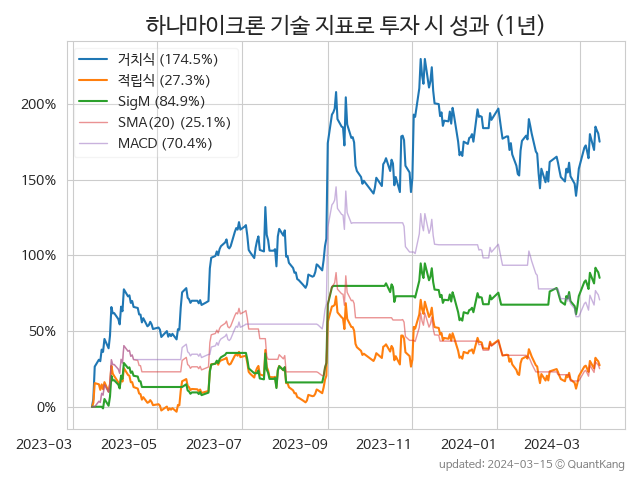 하나마이크론 기술 지표로 투자 시 성과 (1년)
거치식 (174.5%)
적립식 (27.3%)
SigM (84.9%)
SMA(20) (25.1%)
MACD (70.4%)
200%
150%
100%
50%
0%
2023-03 2023-05 2023-07 2023-09 2023-11 2024-01 2024-03
updated: 2024-03-15 © QuantKang